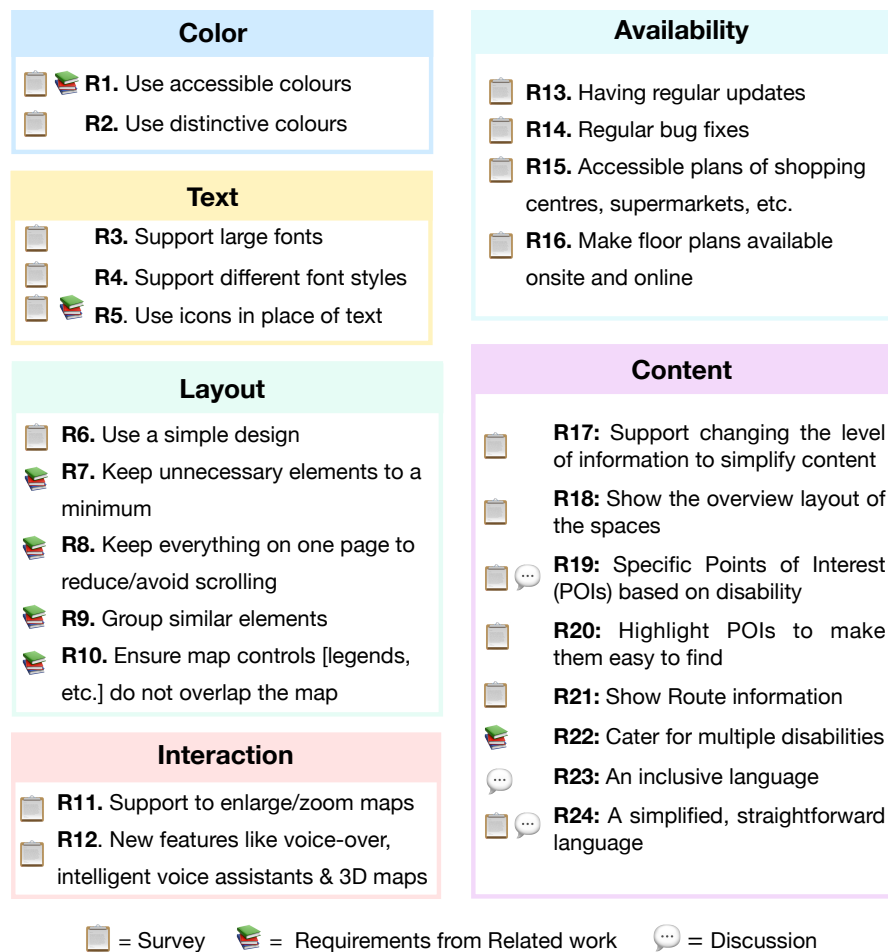 Color
R1. Use accessible colours
R2. Use distinctive colours
Text
R3. Support large fonts
R4. Support different font styles
R5. Use icons in place of text
Layout
R6. Use a simple design
R7. Keep unnecessary elements to a
minimum
R8. Keep everything on one page to
reduce/avoid scrolling
R9. Group similar elements
R10. Ensure map controls [legends,
etc.] do not overlap the map
Interaction
R11. Support to enlarge/zoom maps
R12. New features like voice-over,
intelligent voice assistants & 3D maps
Availability
R13. Having regular updates
R14. Regular bug fixes
R15. Accessible plans of shopping
centres, supermarkets, etc.
R16. Make floor plans available
onsite and online
Content
R17: Support changing the level
of information to simplify content
R18: Show the overview layout of
the spaces
R19: Specific Points of Interest
(POIs) based on disability
R20: Highlight POIs to make
them easy to find
R21: Show Route information
R22: Cater for multiple disabilities
R23: An inclusive language
R24: A simplified, straightforward
language
= Survey = Requirements from Related work = Discussion